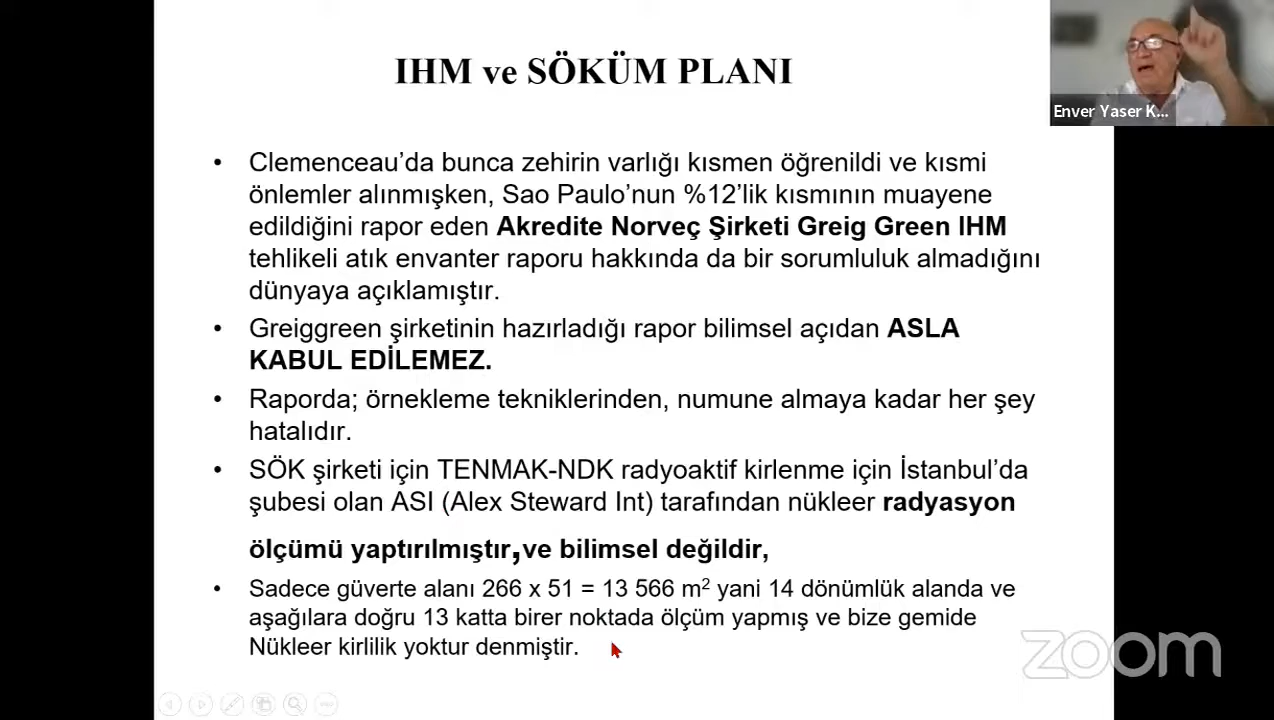 IHM ve SÖKÜM PLANI
Enver Yaser K...
• Clemenceau’da bunca zehirin varlığı kısmen öğrenildi ve kısmi
önlemler alınmışken, Sao Paulo’nun %12’lik kısmının muayene
edildiğini rapor eden Akredite Norveç Şirketi Greig Green IHM
tehlikeli atık envanter raporu hakkında da bir sorumluluk almadığını
dünyaya açıklamıştır.
• Greiggreen şirketinin hazırladığı rapor bilimsel açıdan ASLA
KABUL EDİLEMEZ.
• Raporda; örnekleme tekniklerinden, numune almaya kadar her şey
hatalıdır.
• SÖK şirketi için TENMAK-NDK radyoaktif kirlenme için İstanbul’da
şubesi olan ASI (Alex Steward Int) tarafından nükleer radyasyon
ölçümü yaptırılmıştır,ve bilimsel değildir,
• Sadece güverte alanı 266 x 51 = 13 566 m² yani 14 dönümlük alanda ve
aşağılara doğru 13 katta birer noktada ölçüm yapmış ve bize gemide
Nükleer kirlilik yoktur denmiştir.
zoom